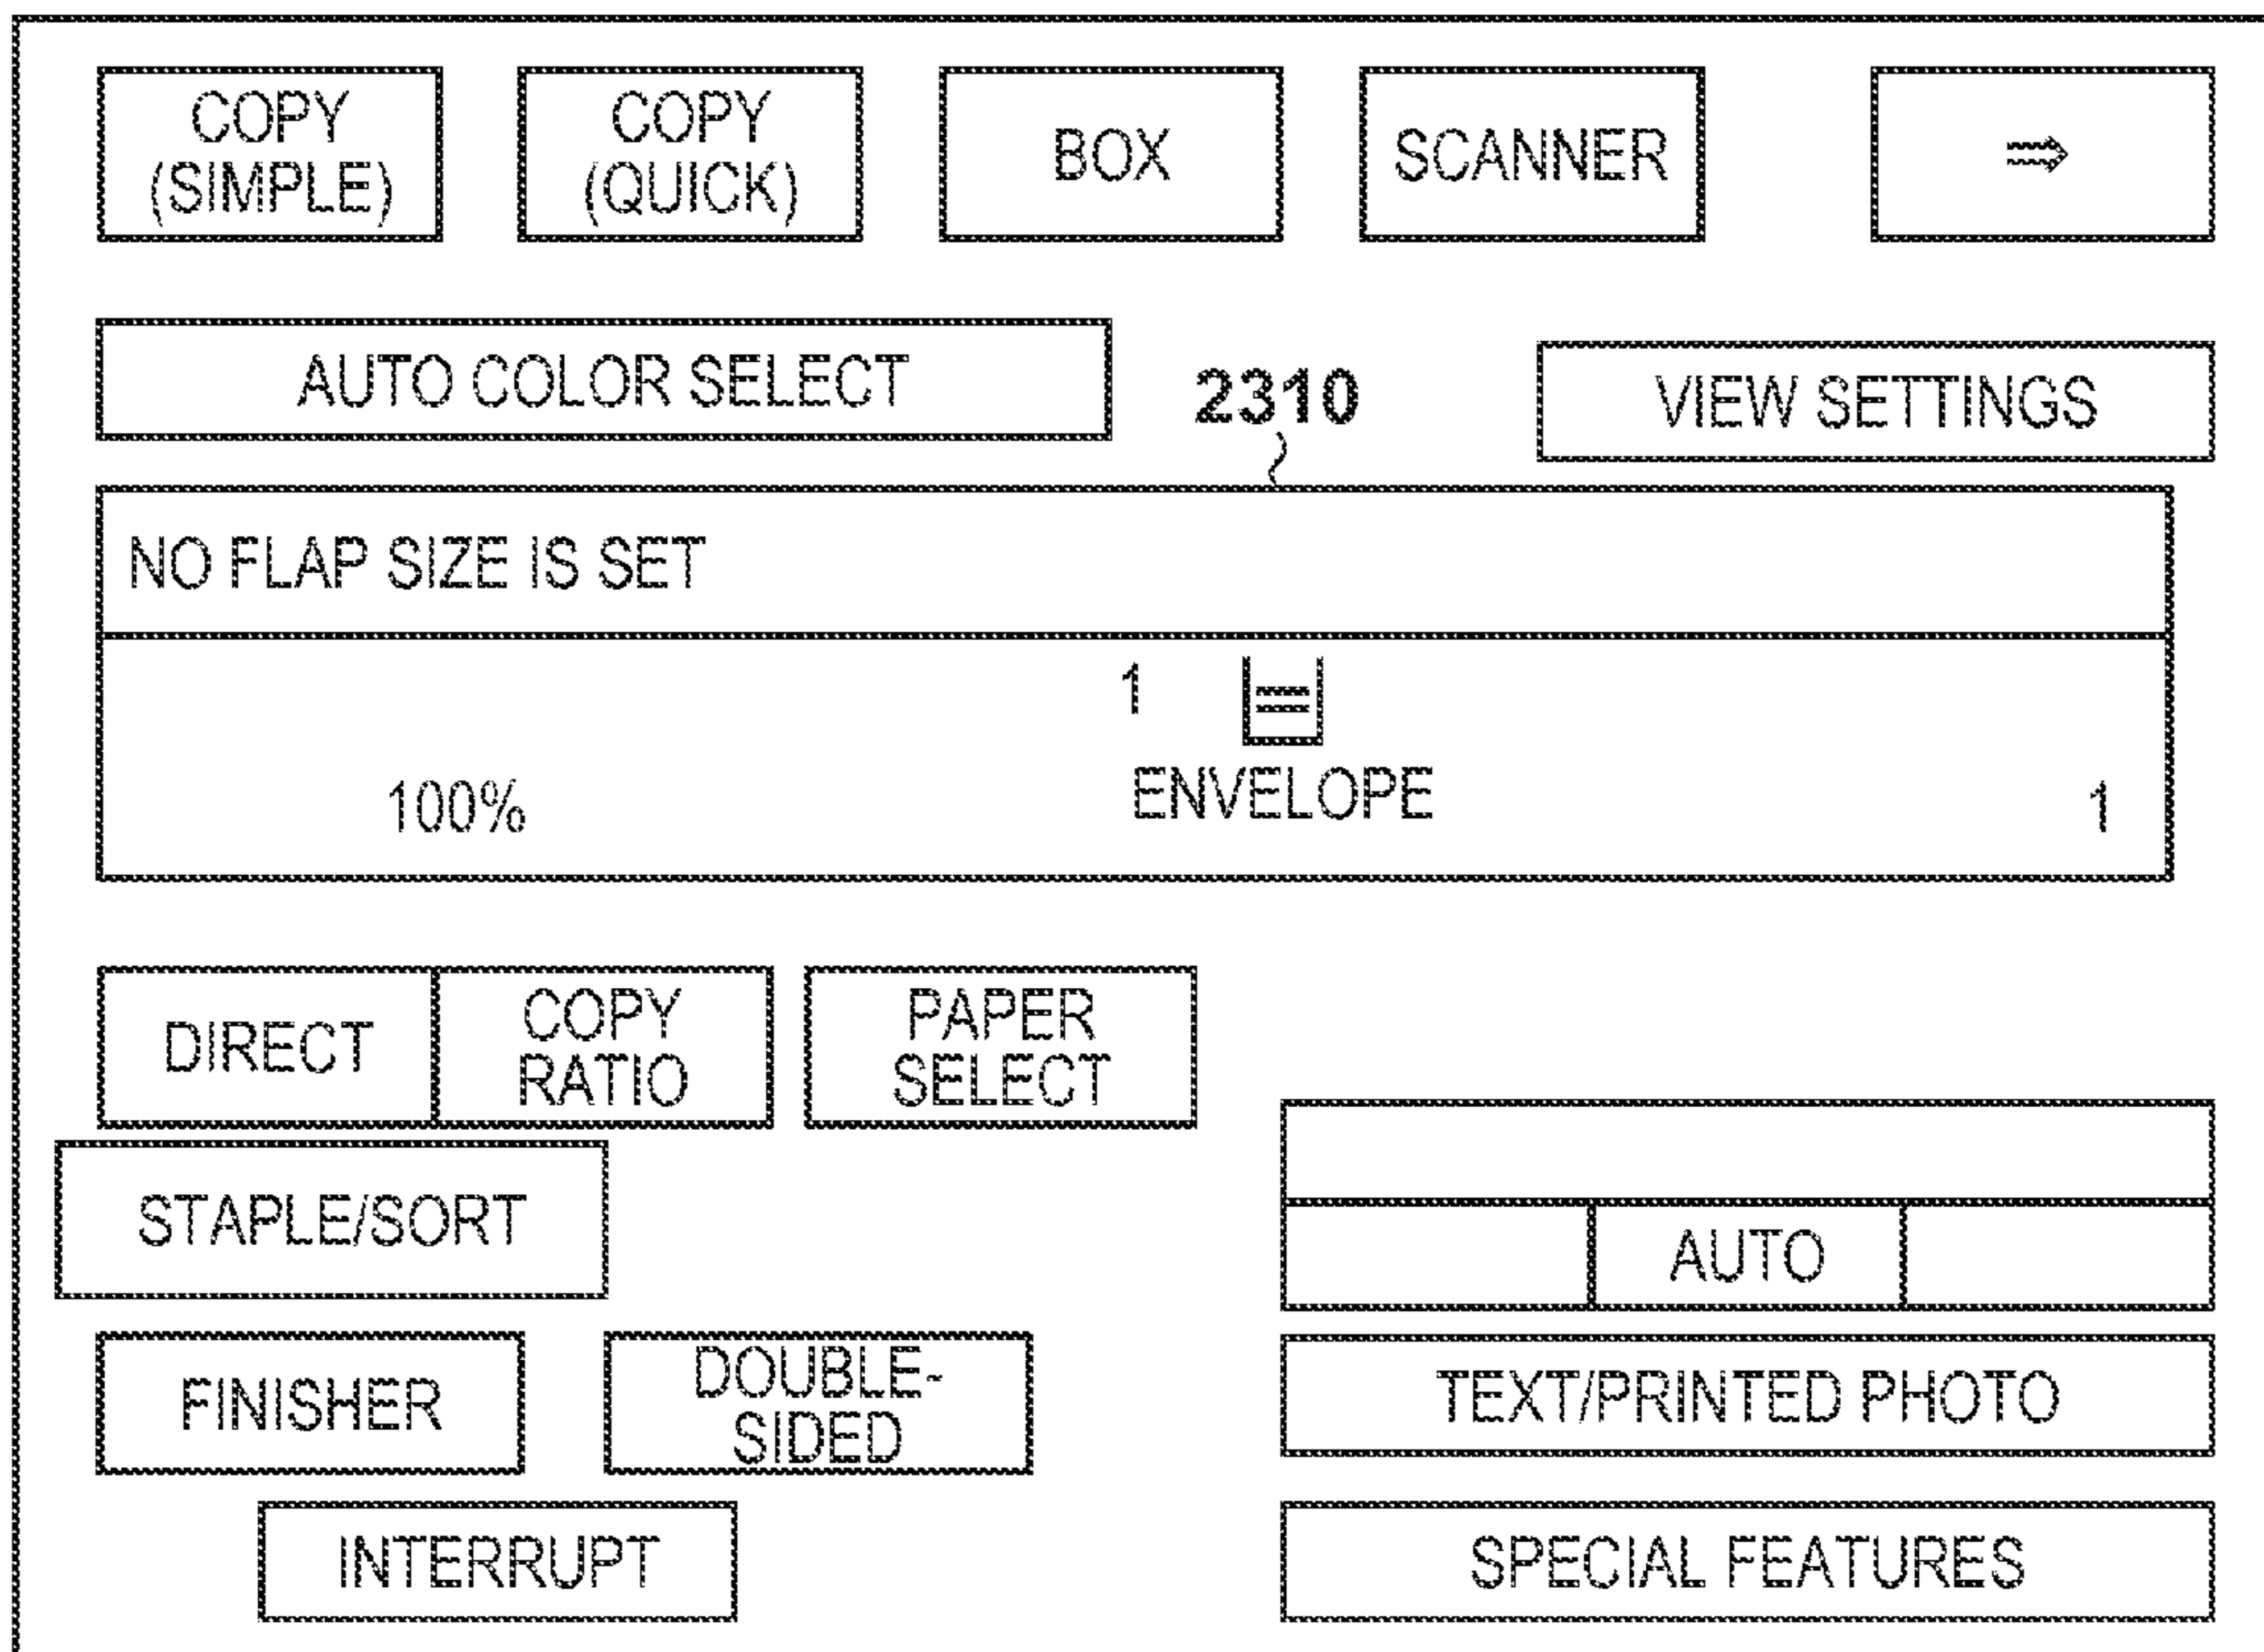 COPY
(SIMPLE)
COPY
(QUICK)
BOX
SCANNER
⇒
AUTO COLOR SELECT
2310
VIEW SETTINGS
NO FLAP SIZE IS SET
1
ENVELOPE
100%
1
DIRECT
COPY
RATIO
PAPER
SELECT
STAPLE/SORT
AUTO
FINISHER
DOUBLE-
SIDED
TEXT/PRINTED PHOTO
INTERRUPT
SPECIAL FEATURES